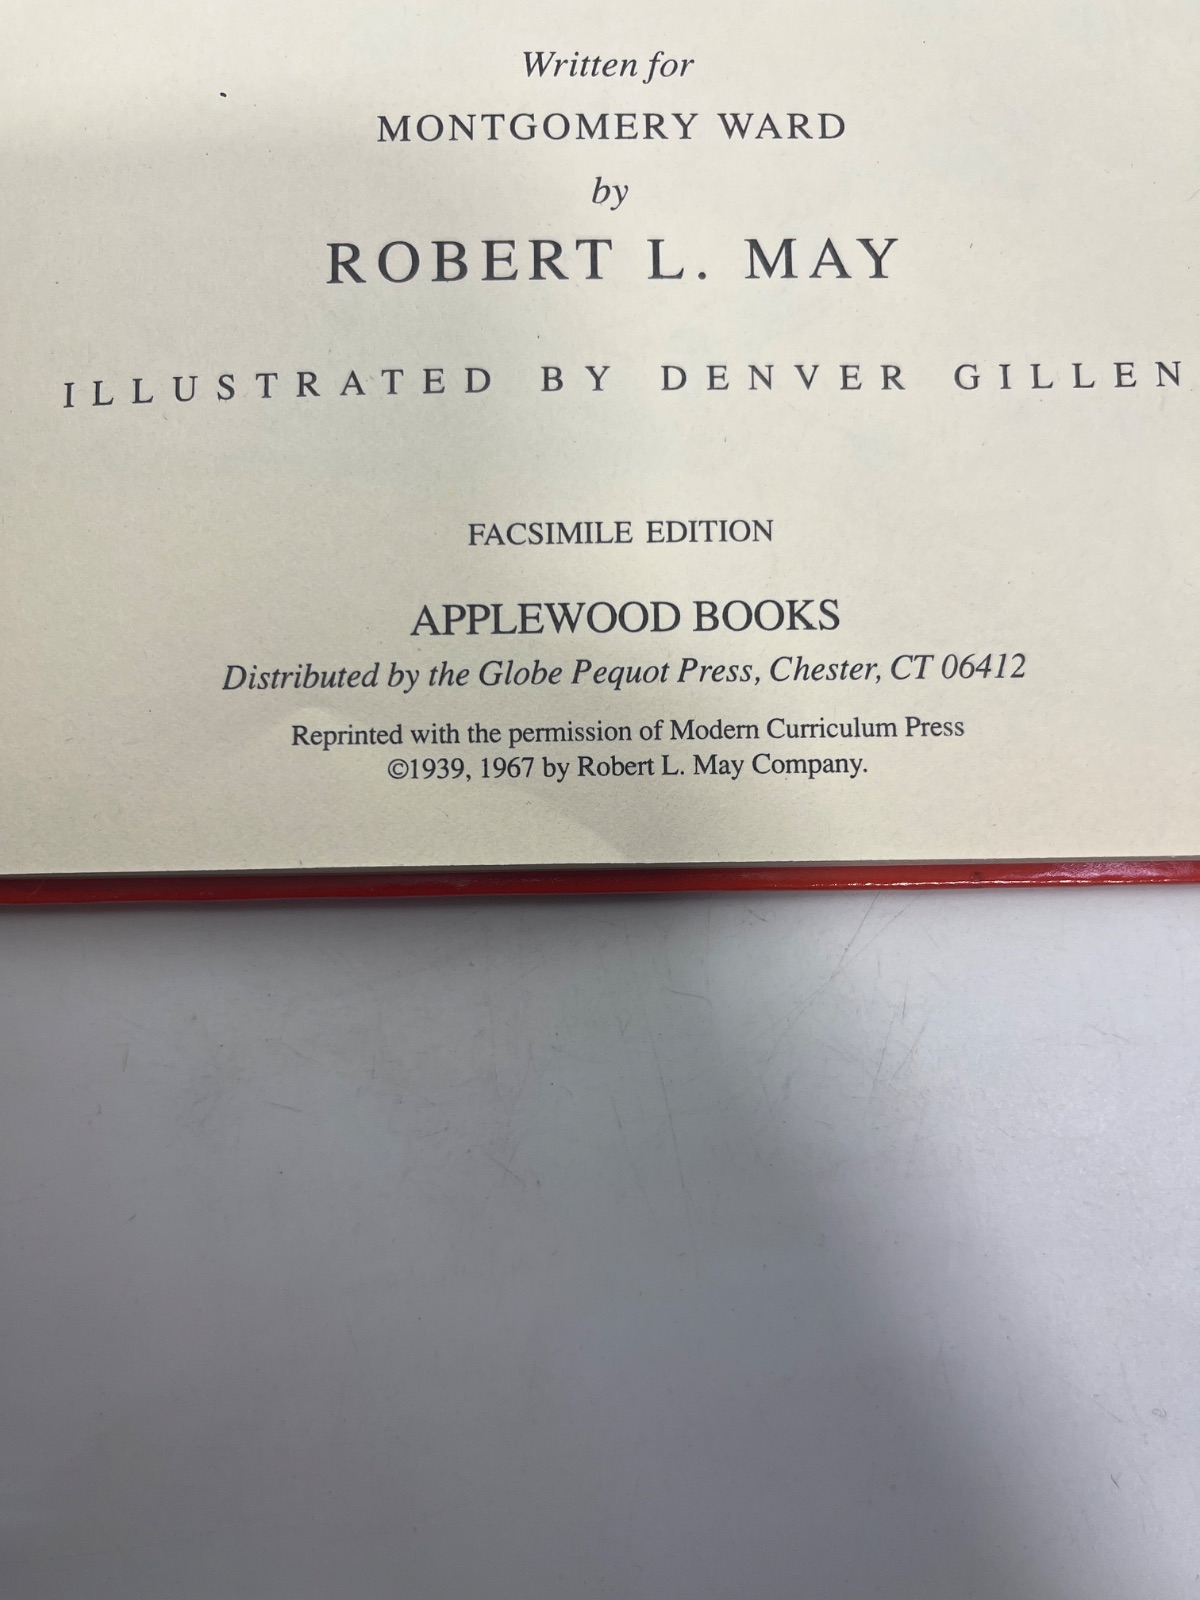 Written for
MONTGOMERY WARD
by
ROBERT L. MAY
ILLUSTRATED BY DENVER GILLEN
FACSIMILE EDITION
APPLEWOOD BOOKS
Distributed by the Globe Pequot Press, Chester, CT 06412
Reprinted with the permission of Modern Curriculum Press
©1939, 1967 by Robert L. May Company.